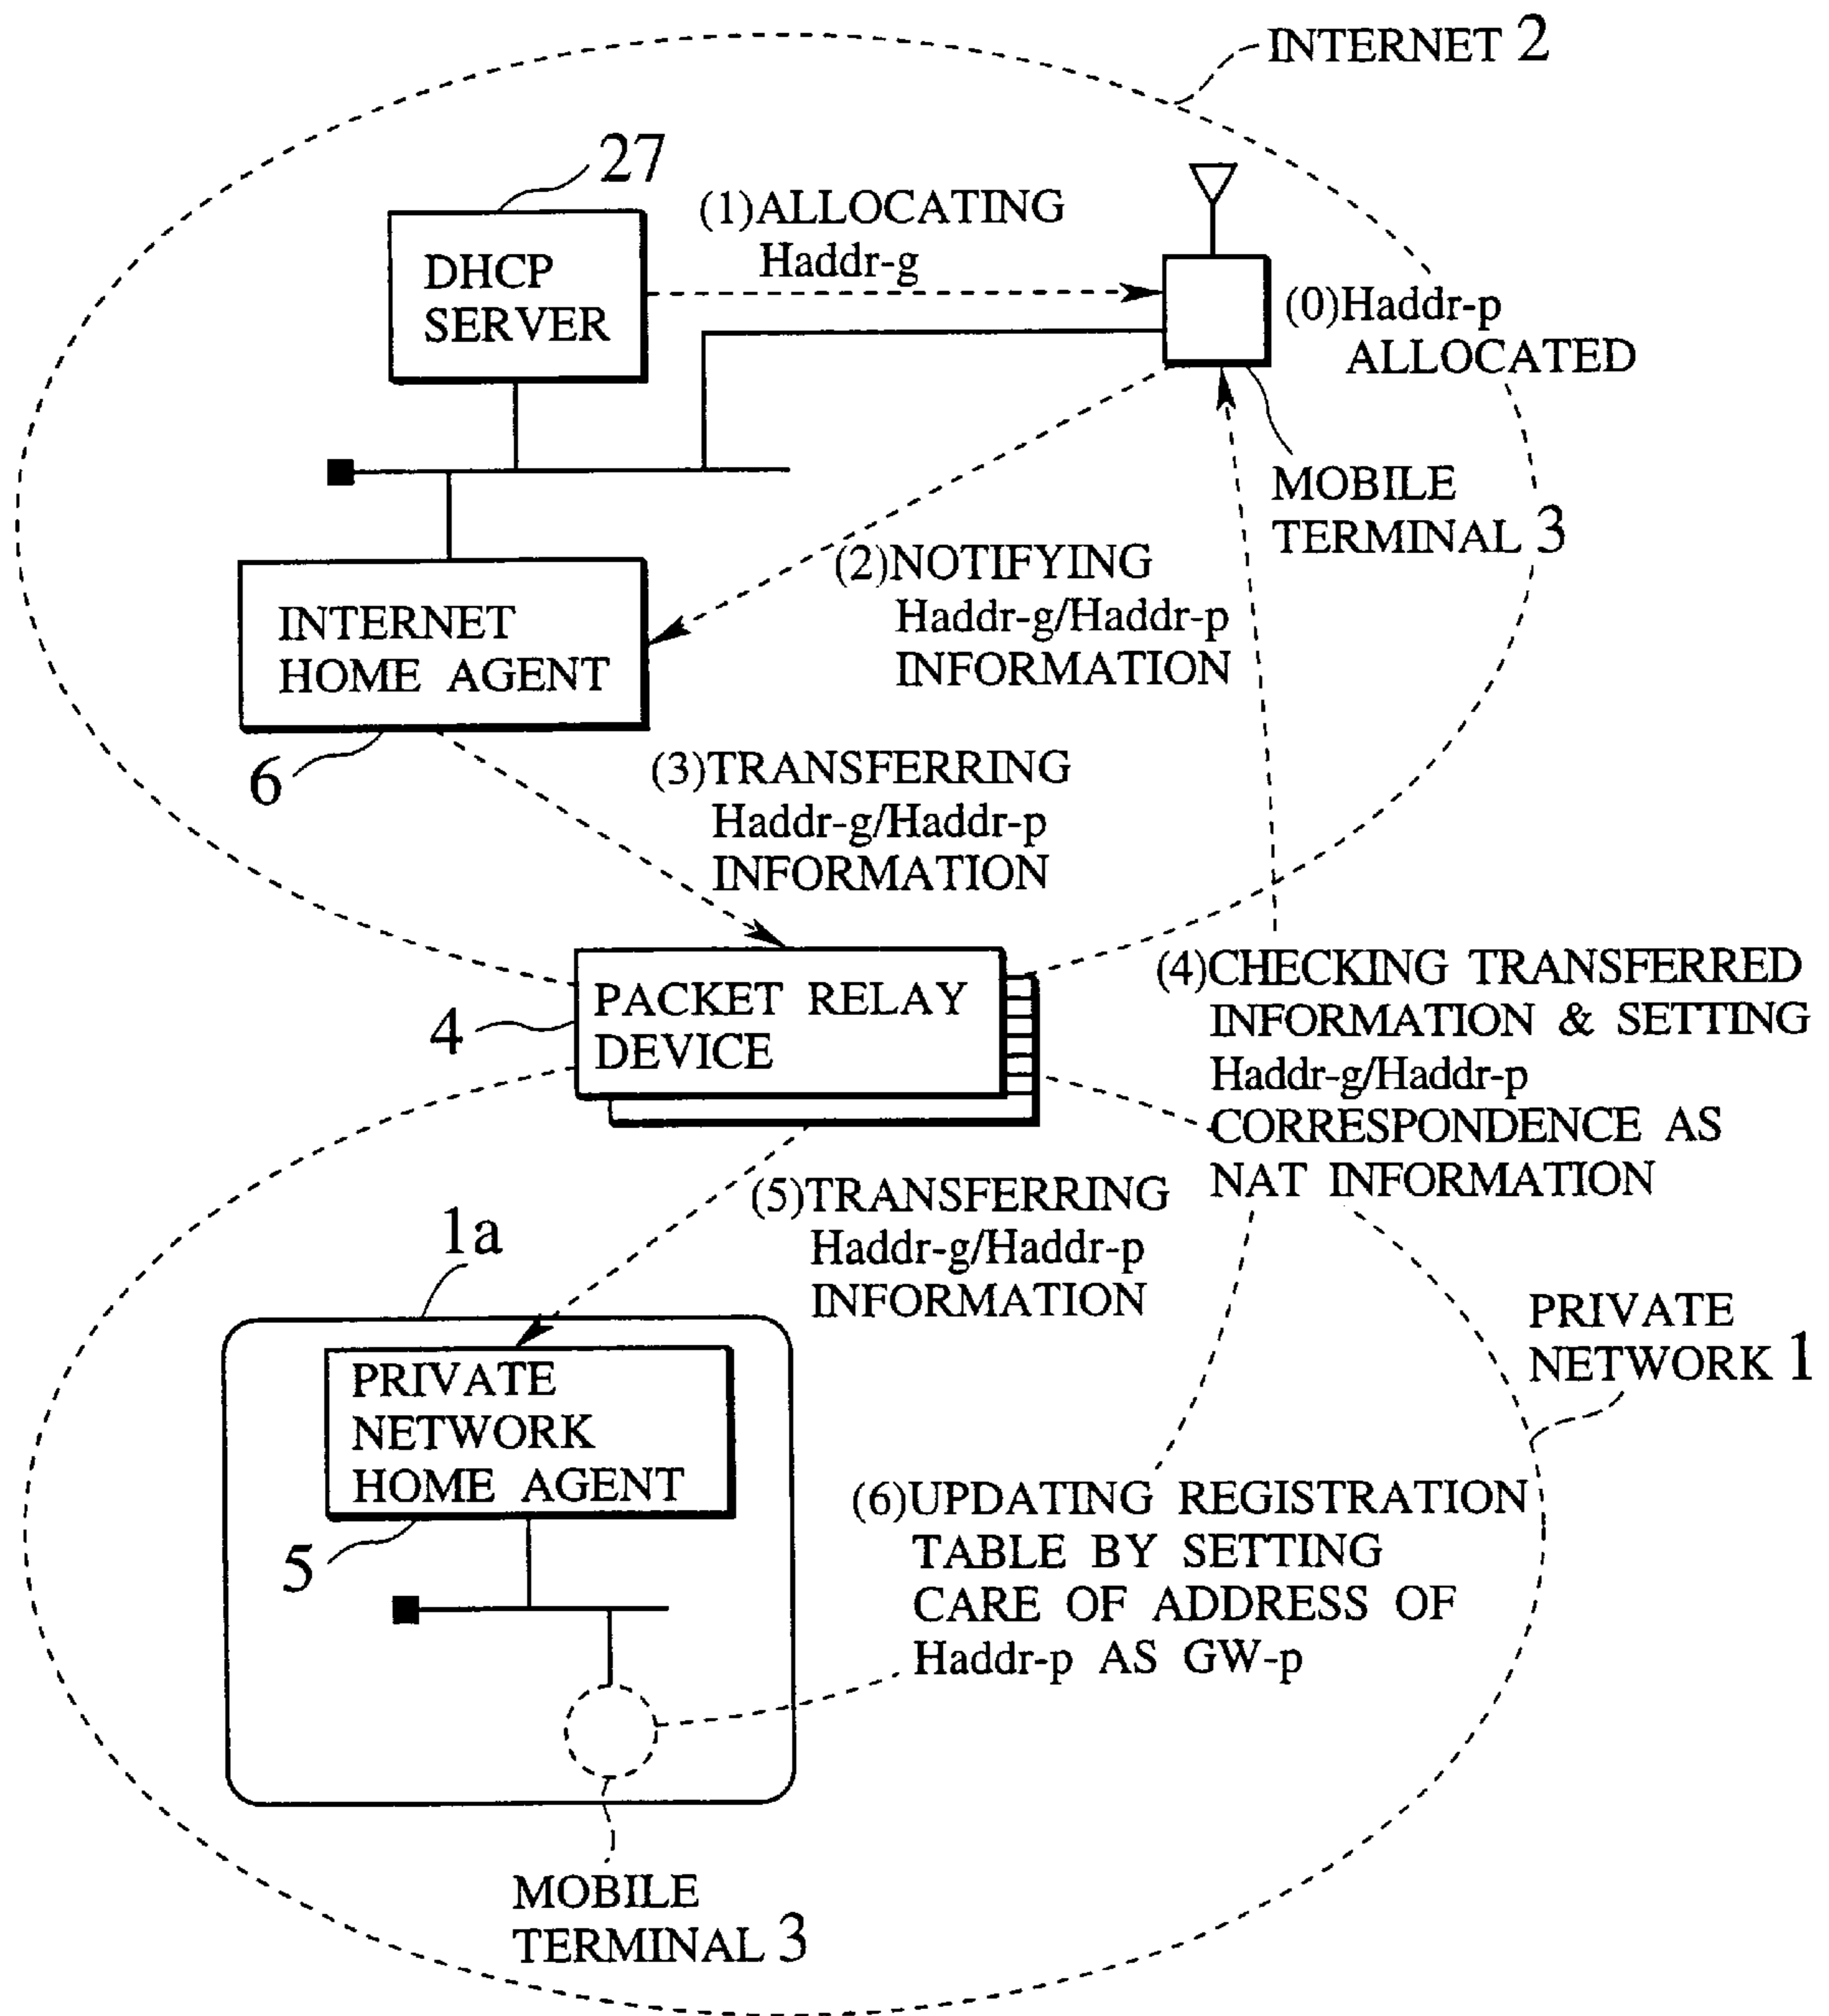 INTERNET 2
27
(1)ALLOCATING
Haddr-g
DHCP
SERVER
(0)Haddr-p
ALLOCATED
MOBILE
TERMINAL 3
(2)NOTIFYING
Haddr-g/Haddr-p
INFORMATION
INTERNET
HOME AGENT
6
(3)TRANSFERRING
Haddr-g/Haddr-p
INFORMATION
PACKET RELAY
DEVICE
4
(4)CHECKING TRANSFERRED
INFORMATION & SETTING
Haddr-g/Haddr-p
CORRESPONDENCE AS
NAT INFORMATION
(5)TRANSFERRING
Haddr-g/Haddr-p
INFORMATION
1a
PRIVATE
NETWORK 1
PRIVATE
NETWORK
HOME AGENT
5
(6)UPDATING REGISTRATION
TABLE BY SETTING
CARE OF ADDRESS OF
Haddr-p AS GW-p
MOBILE
TERMINAL 3